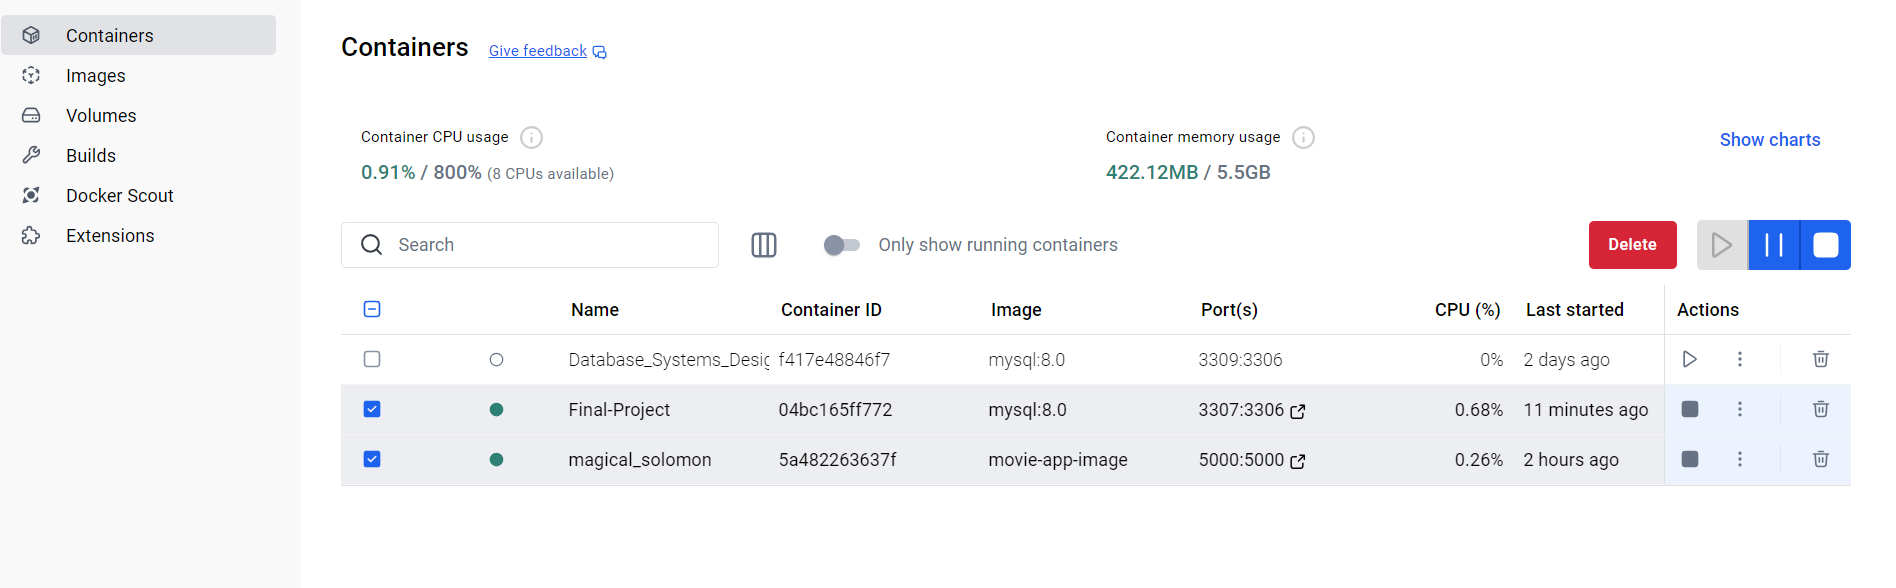 Containers
Images
Volumes
Builds
Docker Scout
Extensions
Containers Give feedback
Container CPU usage
0.91% / 800% (8 CPUs available)
Container memory usage
422.12MB / 5.5GB
Show charts
Search
Only show running containers
Delete
Name Container ID Image Port(s) CPU (%) Last started Actions
Database_Systems_Desig f417e48846f7 mysql:8.0 3309:3306 0% 2 days ago
Final-Project 04bc165ff772 mysql:8.0 3307:3306 0.68% 11 minutes ago
magical_solomon 5a482263637f movie-app-image 5000:5000 0.26% 2 hours ago